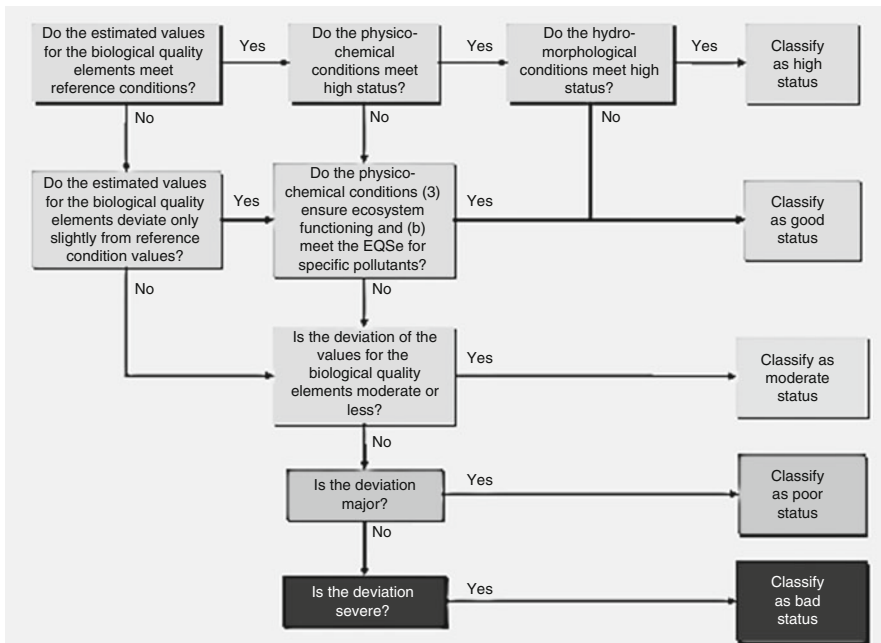 Do the estimated values
for the biological quality
elements meet
reference conditions?
Yes
Do the physico-
chemical
conditions meet
high status?
Yes
Do the hydro-
morphological
conditions meet high
status?
Yes
Classify
as high
status
No
No
No
Do the estimated values
for the biological quality
elements deviate only
slightly from reference
condition values?
Yes
Do the physico-
chemical conditions (3)
ensure ecosystem
functioning and (b)
meet the EQSe for
specific pollutants?
Yes
Classify
as good
status
No
No
Is the deviation of the
values for the
biological quality
elements moderate or
less?
Yes
Classify as
moderate
status
No
Is the deviation
major?
Yes
Classify
as poor
status
No
Is the deviation
severe?
Yes
Classify
as bad
status